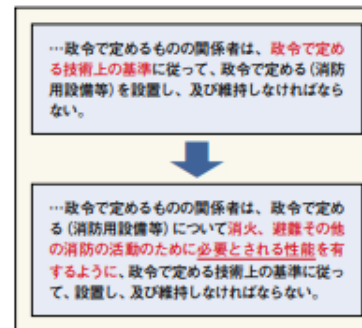 …政令で定めるものの関係者は、政令で定め
る技術上の基準に従って、政令で定める(消防
用設備等)を設置し、及び維持しなければなら
ない。
…政令で定めるものの関係者は、政令で定め
る(消防用設備等)について消火、避難その他
の消防の活動のために必要とされる性能を有
するように、政令で定める技術上の基準に従っ
て、設置し、及び維持しなければならない。